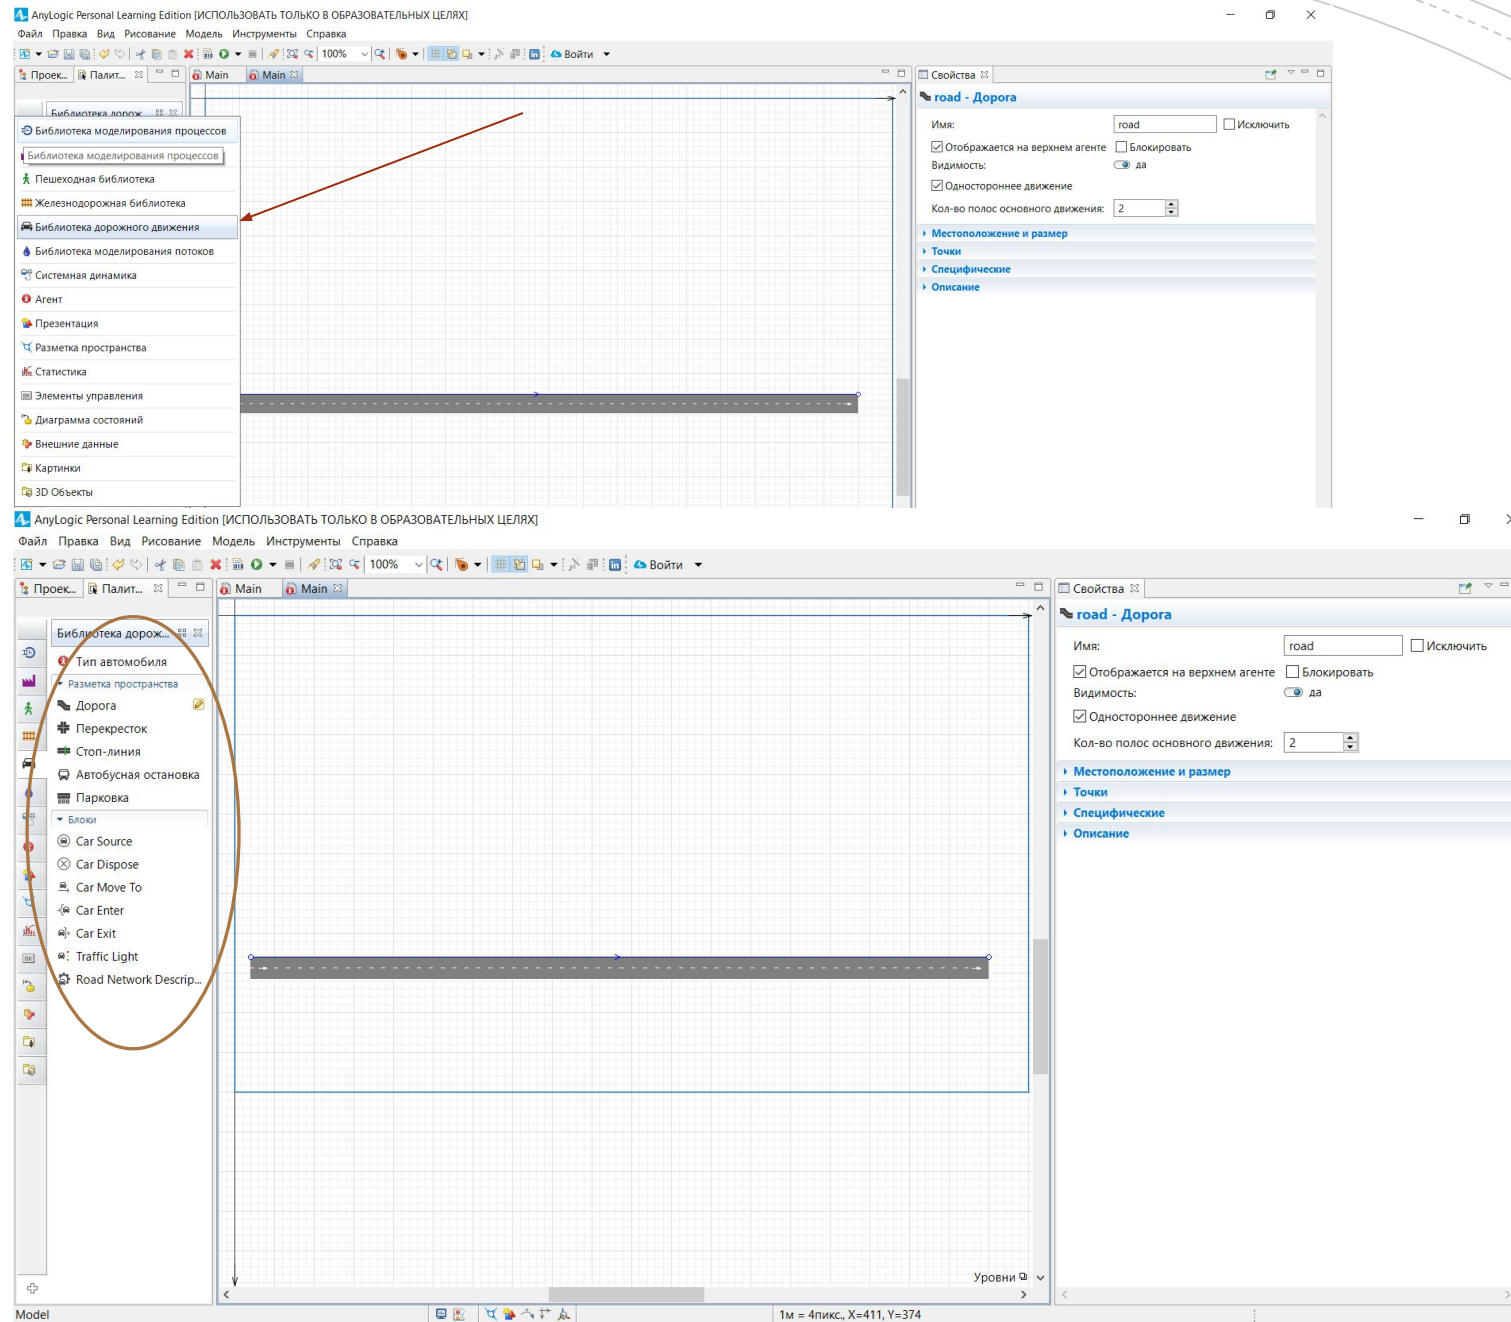 AnyLogic Personal Learning Edition [ИСПОЛЬЗОВАТЬ ТОЛЬКО В ОБРАЗОВАТЕЛЬНЫХ ЦЕЛЯХ]
Файл Правка Вид Рисование Модель Инструменты Справка
100% Войти
Проек... Палит... Main Main Свойства
Библиотека дорож... road - Дорога
Библиотека моделирования процессов
Библиотека моделирования процессов
Пешеходная библиотека
Железнодорожная библиотека
Библиотека дорожного движения
Библиотека моделирования потоков
Системная динамика
Агент
Презентация
Разметка пространства
Статистика
Элементы управления
Диаграмма состояний
Внешние данные
Картинки
3D Объекты
Имя: road Исключить
Отображается на верхнем агенте Блокировать
Видимость: да
Одностороннее движение
Кол-во полос основного движения: 2
Местоположение и размер
Точки
Специфические
Описание
AnyLogic Personal Learning Edition [ИСПОЛЬЗОВАТЬ ТОЛЬКО В ОБРАЗОВАТЕЛЬНЫХ ЦЕЛЯХ]
Файл Правка Вид Рисование Модель Инструменты Справка
100% Войти
Проек... Палит... Main Main Свойства
Библиотека дорож...
Тип автомобиля
Разметка пространства
Дорога
Перекресток
Стоп-линия
Автобусная остановка
Парковка
Блоки
Car Source
Car Dispose
Car Move To
Car Enter
Car Exit
Traffic Light
Road Network Descrip...
road - Дорога
Имя: road Исключить
Отображается на верхнем агенте Блокировать
Видимость: да
Одностороннее движение
Кол-во полос основного движения: 2
Местоположение и размер
Точки
Специфические
Описание
Уровни
Model 1м = 4пикс., X=411, Y=374